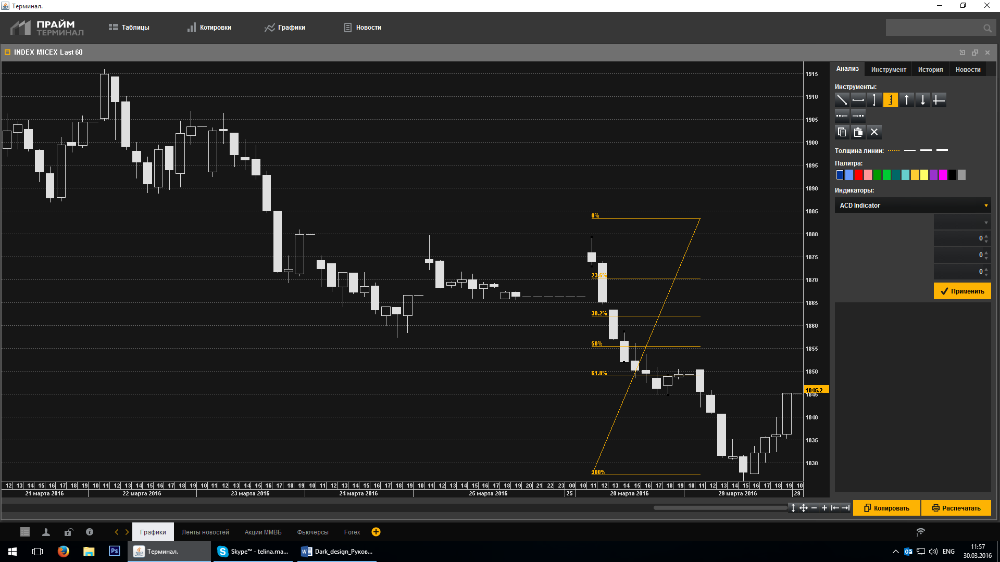 Терминал.
ПРАЙМ
ТЕРМИНАЛ
Таблицы
Котировки
Графики
Новости
INDEX MICEX Last 60
1915
1910
1905
1900
1895
1890
1885
1880
1875
1870
1865
1860
1855
1850
1845.2
1845
1840
1835
1830
0%
23.6%
38.2%
50%
61.8%
100%
12 13 14 15 16 17 18 19 10 11 12 13 14 15 16 17 18 19 10 11 12 13 14 15 16 17 18 19 10 11 12 13 14 15 16 17 18 19 10 11 12 13 14 15 16 17 18 19 20 21 22 23 00 10 11 12 13 14 15 16 17 18 19 10 11 12 13 14 15 16 17 18 19 10
21 марта 2016 22 марта 2016 23 марта 2016 24 марта 2016 25 марта 2016 25 28 марта 2016 29 марта 2016 29
Анализ
Инструмент
История
Новости
Инструменты:
Толщина линии:
Палитра:
Индикаторы:
ACD Indicator
0
0
0
Применить
Копировать
Распечатать
Графики
Ленты новостей
Акции ММВБ
Фьючерсы
Forex
1
Ps
Терминал.
Skype™ - telina.ma...
Dark_design_Руков...
ENG
11:57
30.03.2016